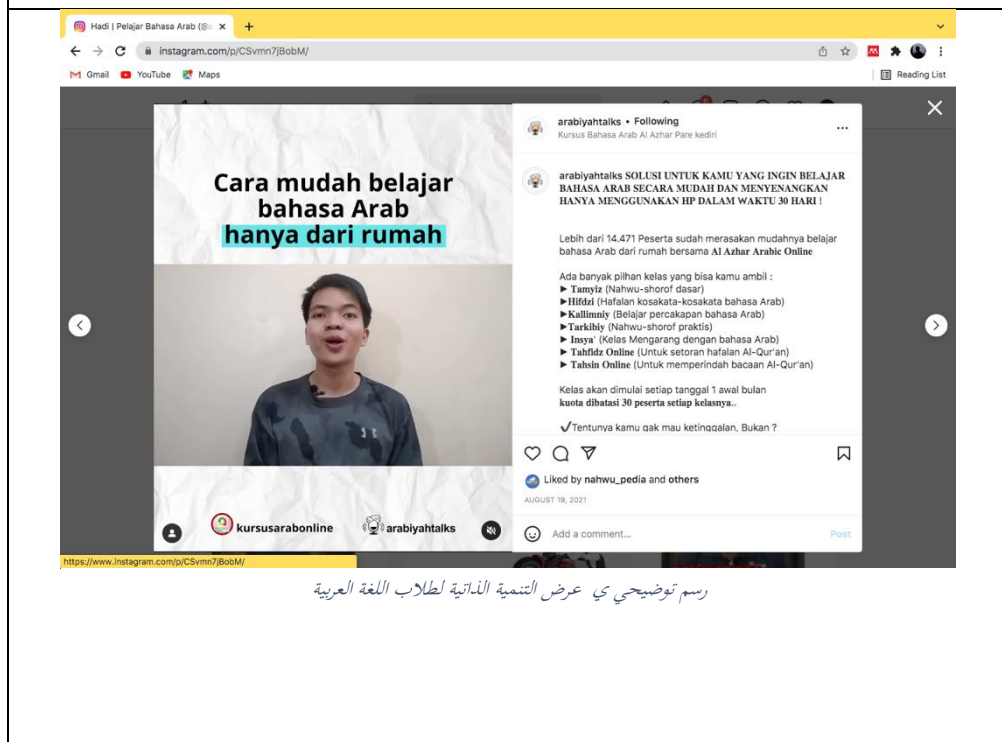 Hadi | Pelajar Bahasa Arab (@
instagram.com/p/CSvmn7jBobM/
Gmail YouTube Maps Reading List
Cara mudah belajar
bahasa Arab
hanya dari rumah
kursusarabonline arabiyahtalks
arabiyahtalks • Following
Kursus Bahasa Arab Al Azhar Pare kediri
arabiyahtalks SOLUSI UNTUK KAMU YANG INGIN BELAJAR
BAHASA ARAB SECARA MUDAH DAN MENYENANGKAN
HANYA MENGGUNAKAN HP DALAM WAKTU 30 HARI !
Lebih dari 14.471 Peserta sudah merasakan mudahnya belajar
bahasa Arab dari rumah bersama Al Azhar Arabic Online
Ada banyak pilhan kelas yang bisa kamu ambil :
► Tamyiz (Nahwu-shorof dasar)
►Hifdzi (Hafalan kosakata-kosakata bahasa Arab)
►Kallimniy (Belajar percakapan bahasa Arab)
►Tarkibiy (Nahwu-shorof praktis)
► Insya' (Kelas Mengarang dengan bahasa Arab)
► Tahfidz Online (Untuk setoran hafalan Al-Qur'an)
► Tahsin Online (Untuk memperindah bacaan Al-Qur'an)
Kelas akan dimulai setiap tanggal 1 awal bulan
kuota dibatasi 30 peserta setiap kelasnya..
✓Tentunya kamu gak mau ketinggalan, Bukan ?
Liked by nahwu_pedia and others
AUGUST 19, 2021
Add a comment... Post
https://www.instagram.com/p/CSvmn7jBobM/
رسم توضيحي ي عرض التنمية الذاتية لطلاب اللغة العربية